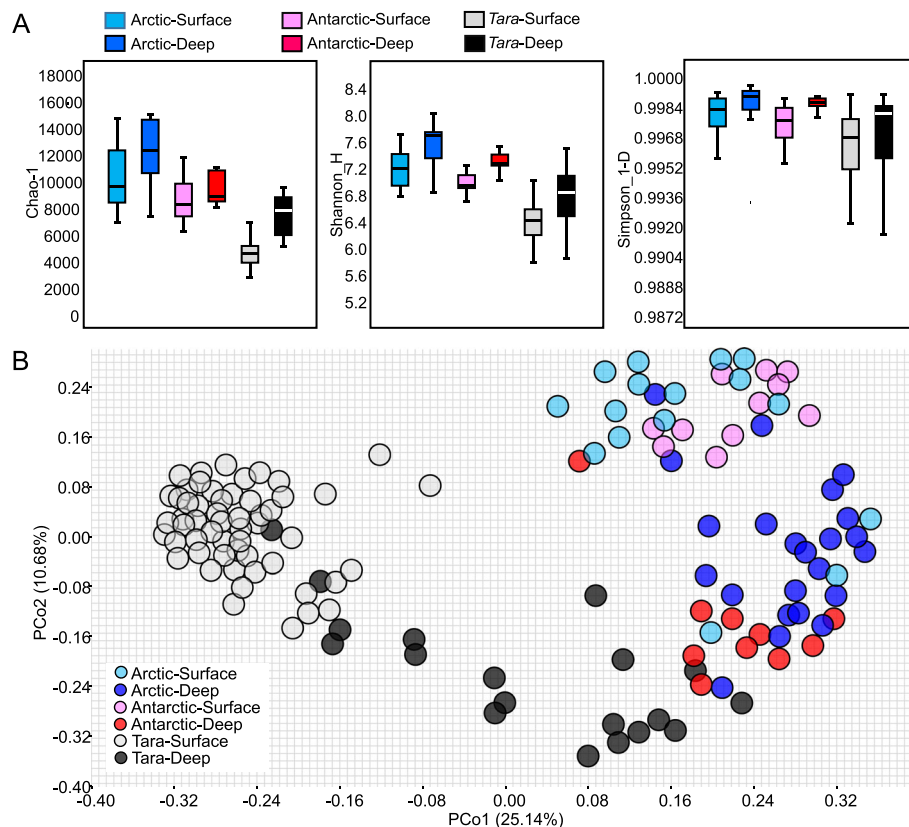 A
Arctic-Surface
Antarctic-Surface
Tara-Surface
Arctic-Deep
Antarctic-Deep
Tara-Deep
Chao-1
18000
16000
14000
12000
10000
8000
6000
4000
2000
0
Shannon_H
8.4
8.0
7.6
7.2
6.8
6.4
6.0
5.6
5.2
Simpson_1-D
1.0000
0.9984
0.9968
0.9952
0.9936
0.9920
0.9904
0.9888
0.9872
B
PCo2 (10.68%)
0.24
0.16
0.08
0.00
-0.08
-0.16
-0.24
-0.32
-0.40
Arctic-Surface
Arctic-Deep
Antarctic-Surface
Antarctic-Deep
Tara-Surface
Tara-Deep
-0.40 -0.32 -0.24 -0.16 -0.08 0.00 0.08 0.16 0.24 0.32
PCo1 (25.14%)